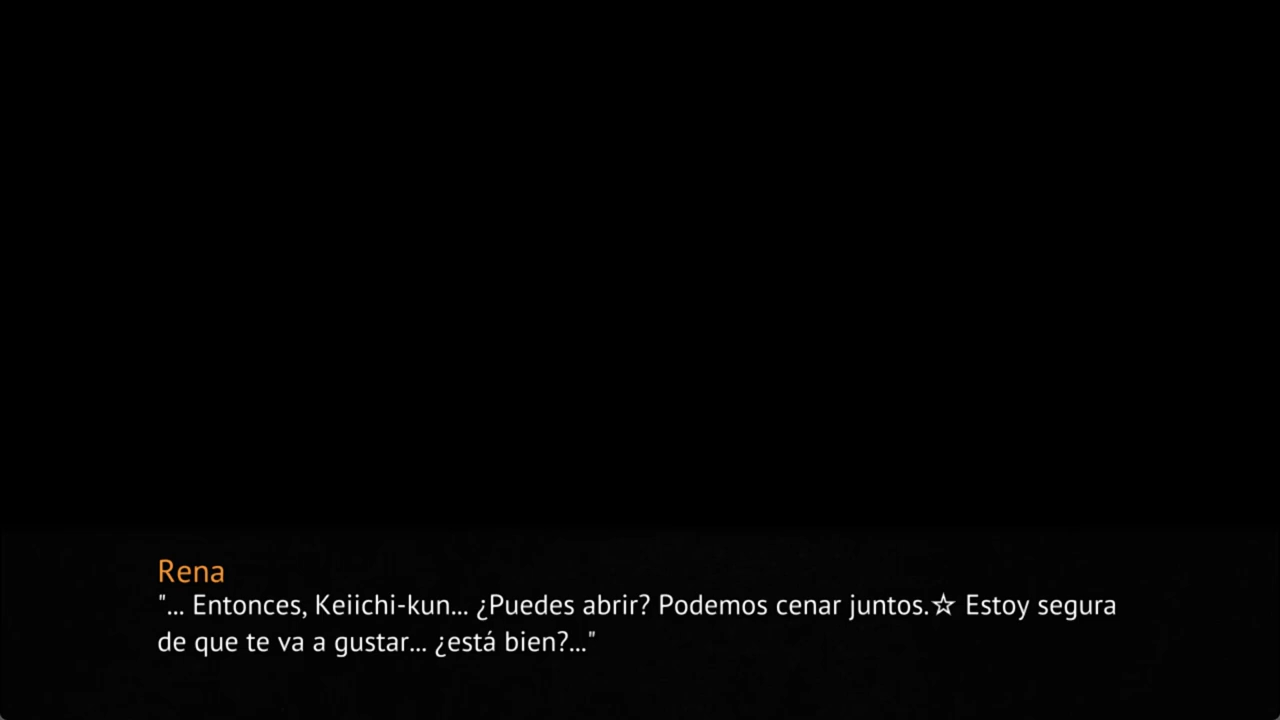 Rena
"... Entonces, Keiichi-kun... ¿Puedes abrir? Podemos cenar juntos.☆ Estoy segura
de que te va a gustar... ¿está bien?..."